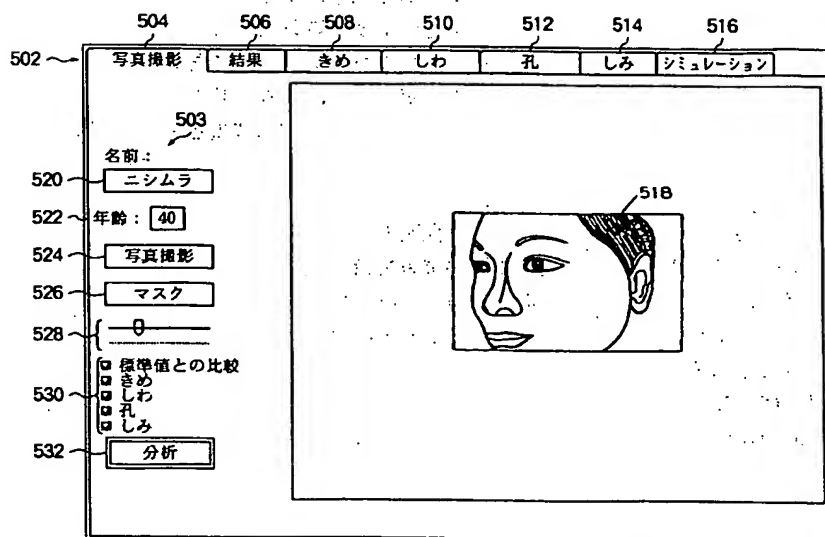 504 506 508 510 512 514 516
502 写真撮影 結果 きめ しわ 孔 しみ シミュレーション
503
名前:
520 ニシムラ
518
522 年齢: 40
524 写真撮影
526 マスク
528
標準値との比較
きめ
530 しわ
孔
しみ
532 分析